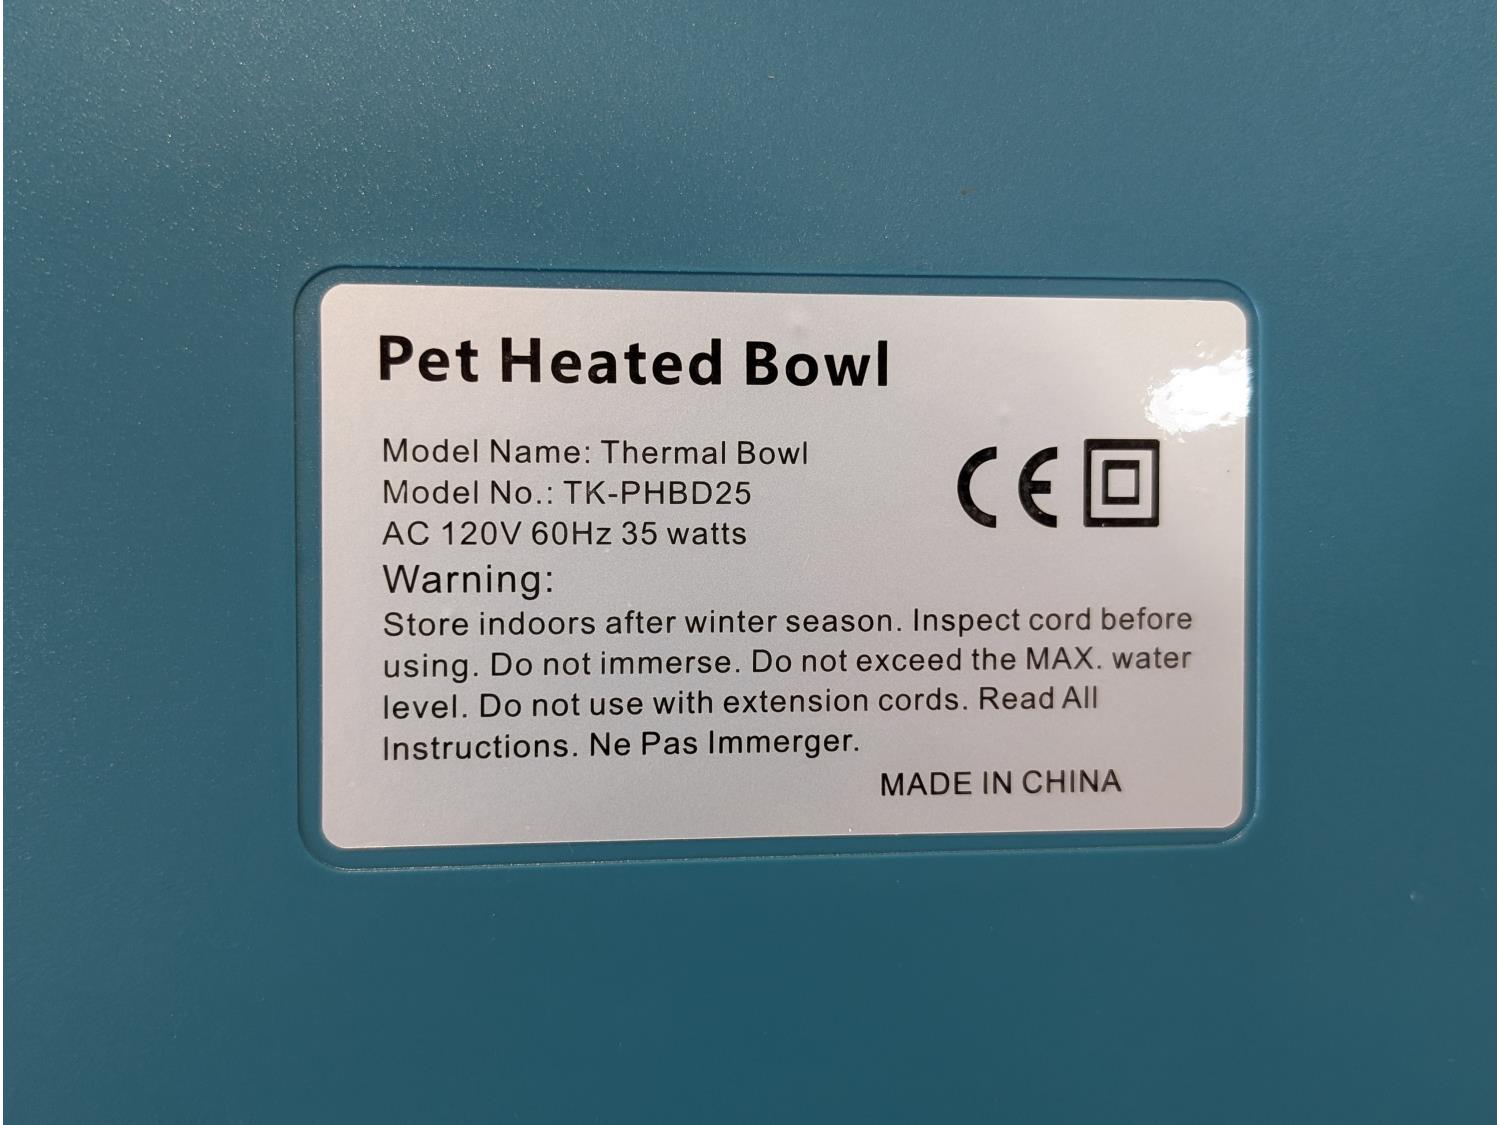 Pet Heated Bowl
Model Name: Thermal Bowl
Model No.: TK-PHBD25
AC 120V 60Hz 35 watts
CE
Warning:
Store indoors after winter season. Inspect cord before
using. Do not immerse. Do not exceed the MAX. water
level. Do not use with extension cords. Read All
Instructions. Ne Pas Immerger.
MADE IN CHINA